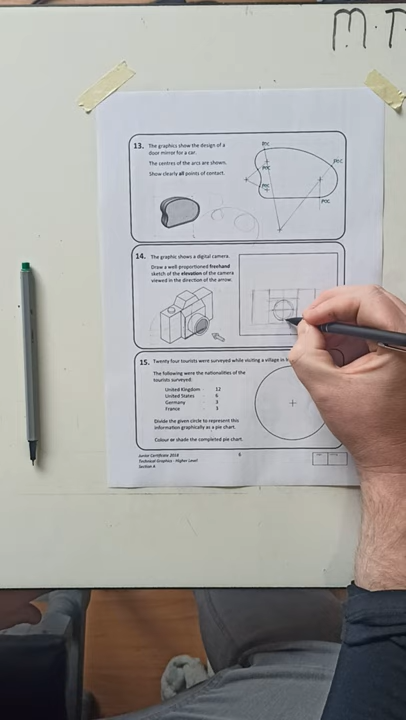 M.T
13. The graphics show the design of a
door mirror for a car.
The centres of the arcs are shown.
Show clearly all points of contact.
POC
POC
POC
POC
POC
14. The graphic shows a digital camera.
Draw a well proportioned freehand
sketch of the elevation of the camera
viewed in the direction of the arrow.
15. Twenty four tourists were surveyed while visiting a village in
The following were the nationalities of the
tourists surveyed:
United Kingdom - 12
United States - 6
Germany - 3
France - 3
Divide the given circle to represent this
information graphically as a pie chart.
Colour or shade the completed pie chart.
Junior Certificate 2018
Technical Graphics - Higher Level
Section A
6